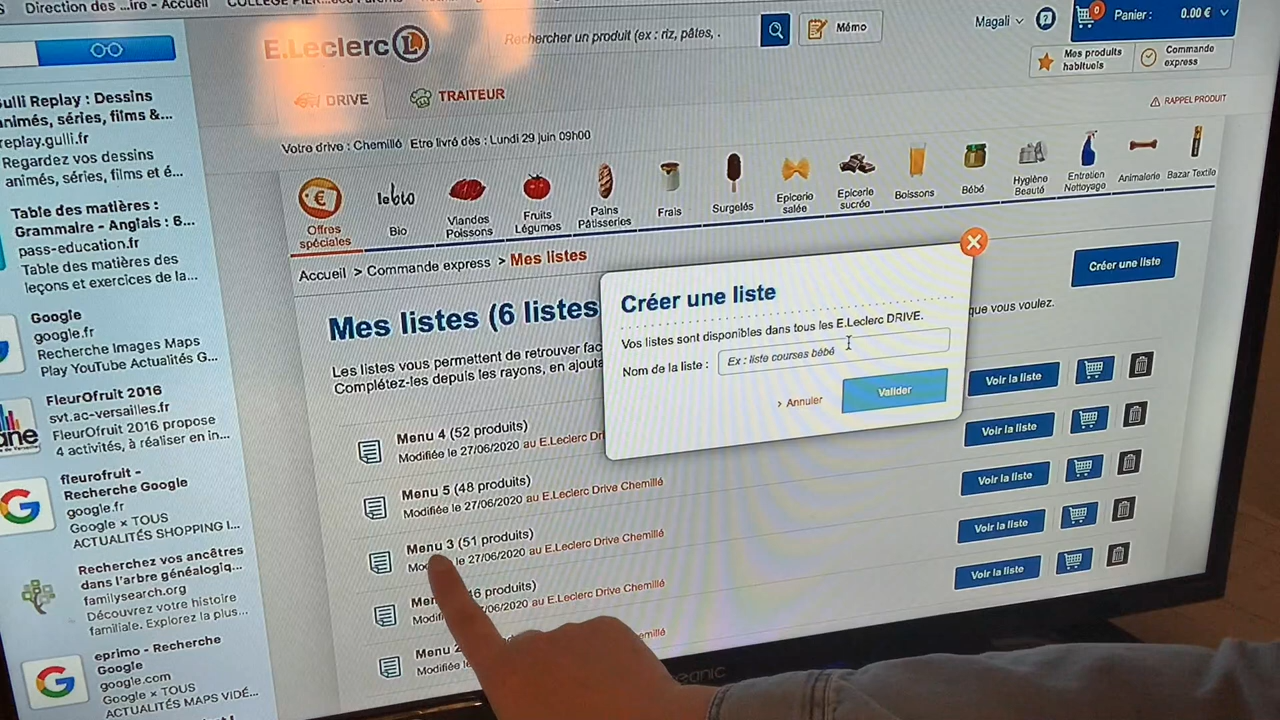 Direction des ...ire - Accueil
Gulli Replay : Dessins
animés, séries, films &...
replay.gulli.fr
Regardez vos dessins
animés, séries, films et é...
Table des matières :
Grammaire - Anglais : 6...
pass-education.fr
Table des matières des
leçons et exercices de la...
Google
google.fr
Recherche Images Maps
Play YouTube Actualités G...
FleurOfruit 2016
svt.ac-versailles.fr
FleurOfruit 2016 propose
4 activités, à réaliser en in...
fleurofruit -
Recherche Google
google.fr
Google × TOUS
ACTUALITÉS SHOPPING I...
Recherchez vos ancêtres
dans l'arbre généalogiq...
familysearch.org
Découvrez votre histoire
familiale. Explorez la plus...
eprimo - Recherche
Google
google.com
Google × TOUS
ACTUALITÉS MAPS VIDÉ...
E.Leclerc L
Rechercher un produit (ex : riz, pâtes, .
Mémo
Magali
?
0
Panier :
0.00 €
Mes produits
habituels
Commande
express
DRIVE
TRAITEUR
RAPPEL PRODUIT
Votre drive : Chemillé Etre livré dès : Lundi 29 juin 09h00
Offres
spéciales
Bio
Viandes
Poissons
Fruits
Légumes
Pains
Pâtisseries
Frais
Surgelés
Epicerie
salée
Epicerie
sucrée
Boissons
Bébé
Hygiène
Beauté
Entretien
Nettoyage
Animalerie
Bazar Textile
Accueil > Commande express > Mes listes
Créer une liste
Mes listes (6 listes
Les listes vous permettent de retrouver fac
que vous voulez.
Complétez-les depuis les rayons, en ajouta
Créer une liste
Vos listes sont disponibles dans tous les E.Leclerc DRIVE.
Nom de la liste :
Ex : liste courses bébé
> Annuler
Valider
Menu 4 (52 produits)
Modifiée le 27/06/2020 au E.Leclerc Dri
Voir la liste
Menu 5 (48 produits)
Modifiée le 27/06/2020 au E.Leclerc Drive Chemillé
Voir la liste
Menu 3 (51 produits)
le 27/06/2020 au E.Leclerc Drive Chemillé
Voir la liste
produits)
/06/2020 au E.Leclerc Drive Chemillé
Voir la liste
Menu 2
Modifiée le
Voir la liste